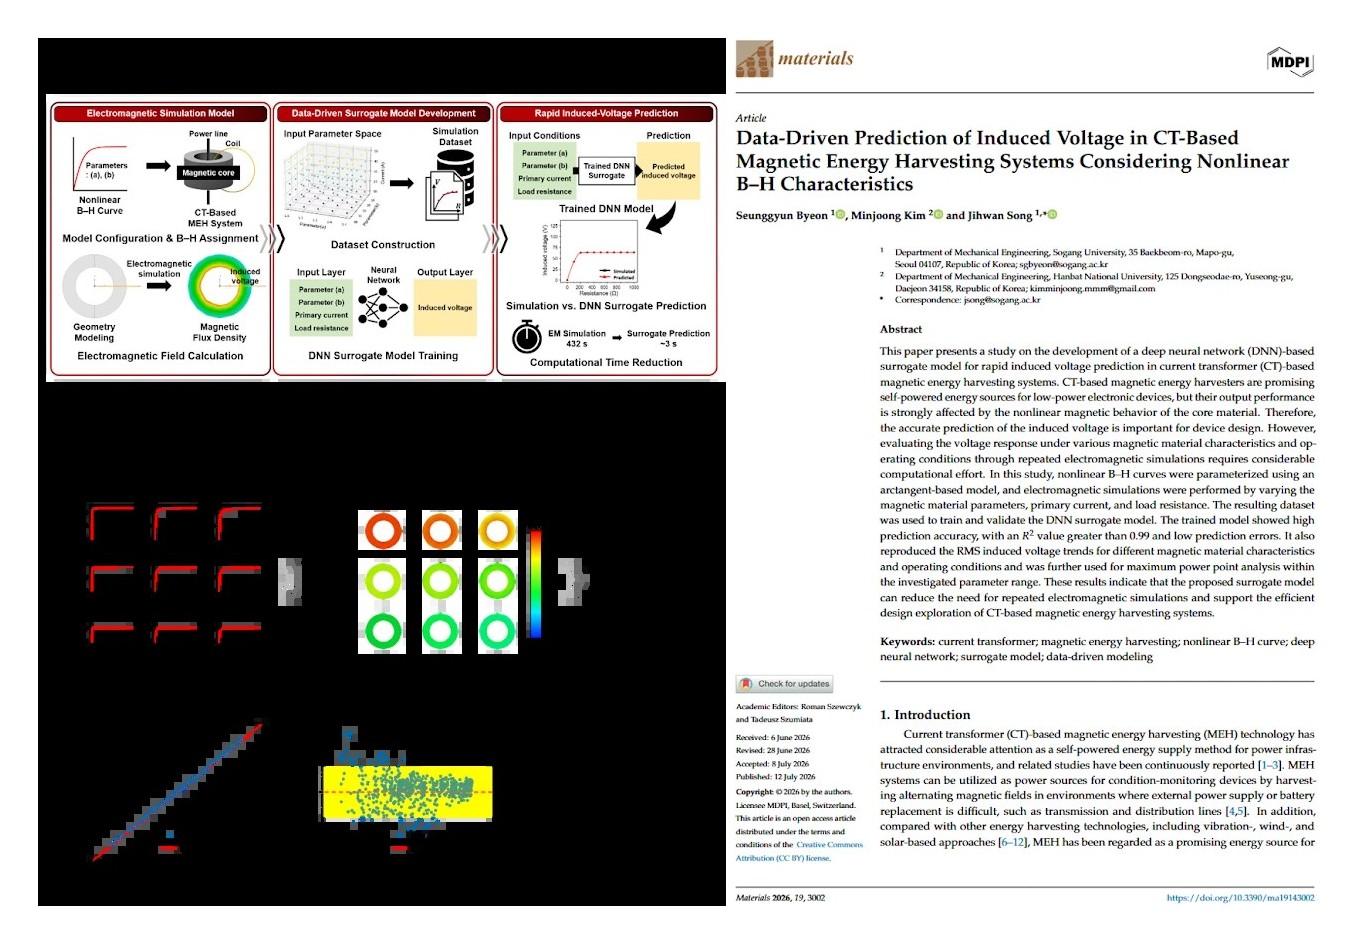 Electromagnetic Simulation Model
Parameters
: (a), (b)
Nonlinear
B–H Curve
Power line
Coil
Magnetic core
CT-Based
MEH System
Model Configuration & B–H Assignment
Electromagnetic
simulation
Induced
voltage
Geometry
Modeling
Magnetic
Flux Density
Electromagnetic Field Calculation
Data-Driven Surrogate Model Development
Input Parameter Space
Simulation
Dataset
V
R
Dataset Construction
Input Layer
Neural
Network
Output Layer
Parameter (a)
Parameter (b)
Primary current
Load resistance
Induced voltage
DNN Surrogate Model Training
Rapid Induced-Voltage Prediction
Input Conditions
Prediction
Parameter (a)
Parameter (b)
Primary current
Load resistance
Trained DNN
Surrogate
Predicted
induced voltage
Trained DNN Model
Induced voltage (V)
125
100
75
50
25
0
Simulated
Predicted
0 200 400 600 800 1000
Resistance (Ω)
Simulation vs. DNN Surrogate Prediction
EM Simulation
432 s
Surrogate Prediction
~3 s
Computational Time Reduction
materials
MDPI
Article
Data-Driven Prediction of Induced Voltage in CT-Based
Magnetic Energy Harvesting Systems Considering Nonlinear
B–H Characteristics
Seunggyun Byeon 1, Minjoong Kim 2 and Jihwan Song 1,*
1 Department of Mechanical Engineering, Sogang University, 35 Baekbeom-ro, Mapo-gu,
Seoul 04107, Republic of Korea; sgbyeon@sogang.ac.kr
2 Department of Mechanical Engineering, Hanbat National University, 125 Dongseodae-ro, Yuseong-gu,
Daejeon 34158, Republic of Korea; kimminjoong.mmm@gmail.com
* Correspondence: jsong@sogang.ac.kr
Abstract
This paper presents a study on the development of a deep neural network (DNN)-based
surrogate model for rapid induced voltage prediction in current transformer (CT)-based
magnetic energy harvesting systems. CT-based magnetic energy harvesters are promising
self-powered energy sources for low-power electronic devices, but their output performance
is strongly affected by the nonlinear magnetic behavior of the core material. Therefore,
the accurate prediction of the induced voltage is important for device design. However,
evaluating the voltage response under various magnetic material characteristics and op-
erating conditions through repeated electromagnetic simulations requires considerable
computational effort. In this study, nonlinear B–H curves were parameterized using an
arctangent-based model, and electromagnetic simulations were performed by varying the
magnetic material parameters, primary current, and load resistance. The resulting dataset
was used to train and validate the DNN surrogate model. The trained model showed high
prediction accuracy, with an R² value greater than 0.99 and low prediction errors. It also
reproduced the RMS induced voltage trends for different magnetic material characteristics
and operating conditions and was further used for maximum power point analysis within
the investigated parameter range. These results indicate that the proposed surrogate model
can reduce the need for repeated electromagnetic simulations and support the efficient
design exploration of CT-based magnetic energy harvesting systems.
Keywords: current transformer; magnetic energy harvesting; nonlinear B–H curve; deep
neural network; surrogate model; data-driven modeling
Check for updates
Academic Editors: Roman Szewczyk
and Tadeusz Szumiata
Received: 6 June 2026
Revised: 28 June 2026
Accepted: 8 July 2026
Published: 12 July 2026
Copyright: © 2026 by the authors.
Licensee MDPI, Basel, Switzerland.
This article is an open access article
distributed under the terms and
conditions of the Creative Commons
Attribution (CC BY) license.
1. Introduction
Current transformer (CT)-based magnetic energy harvesting (MEH) technology has
attracted considerable attention as a self-powered energy supply method for power infras-
tructure environments, and related studies have been continuously reported [1–3]. MEH
systems can be utilized as power sources for condition-monitoring devices by harvest-
ing alternating magnetic fields in environments where external power supply or battery
replacement is difficult, such as transmission and distribution lines [4,5]. In addition,
compared with other energy harvesting technologies, including vibration-, wind-, and
solar-based approaches [6–12], MEH has been regarded as a promising energy source for
Materials 2026, 19, 3002
https://doi.org/10.3390/ma19143002